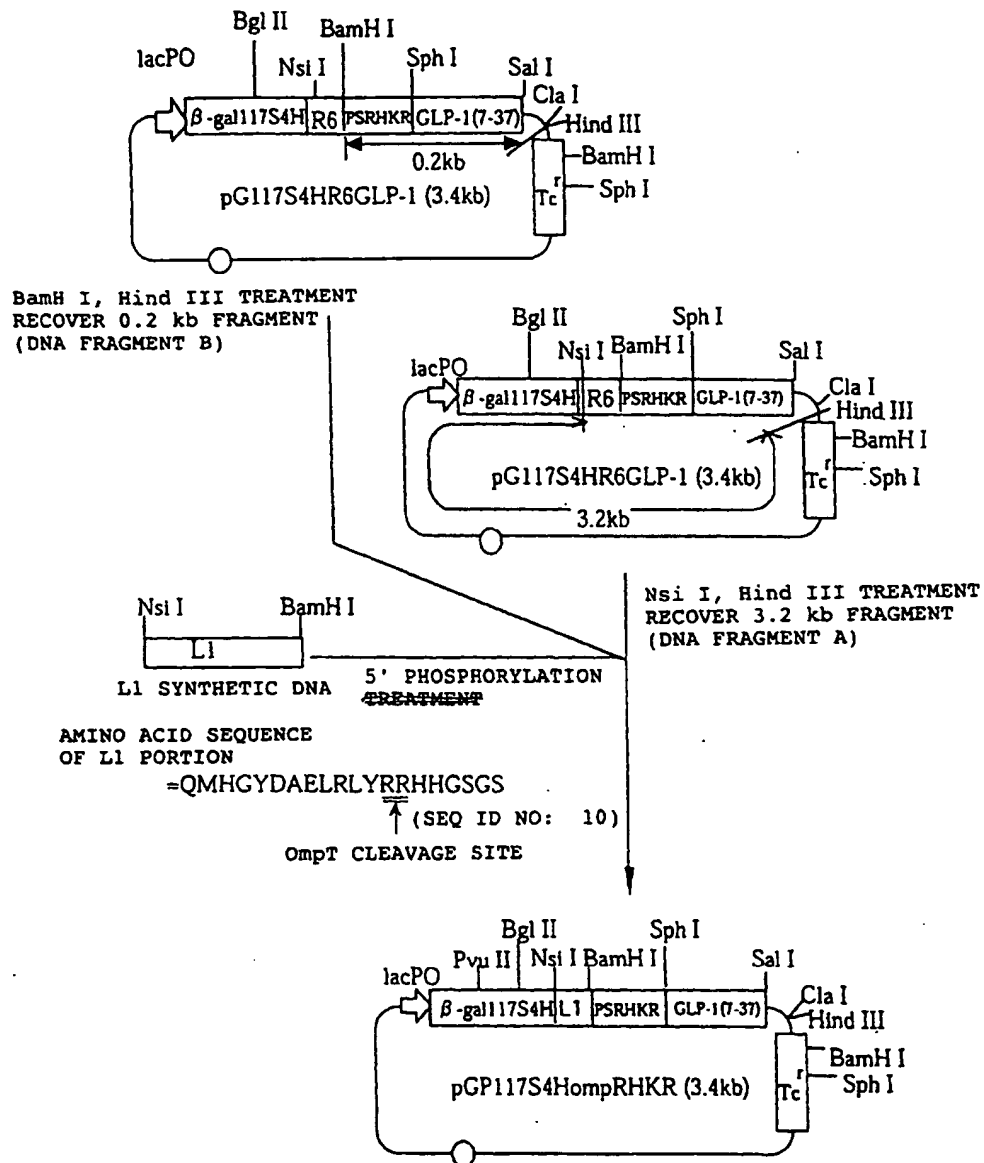 Bgl II
BamH I
lacPO
Nsi I
Sph I
Sal I
Cla I
Hind III
BamH I
Sph I
β-gal117S4H
R6
PSRHKR
GLP-1(7-37)
0.2kb
Tc r
pG117S4HR6GLP-1 (3.4kb)
BamH I, Hind III TREATMENT
RECOVER 0.2 kb FRAGMENT
(DNA FRAGMENT B)
Bgl II
Sph I
Nsi I
BamH I
Sal I
lacPO
Cla I
Hind III
BamH I
Sph I
β-gal117S4H
R6
PSRHKR
GLP-1(7-37)
Tc r
pG117S4HR6GLP-1 (3.4kb)
3.2kb
Nsi I, Hind III TREATMENT
RECOVER 3.2 kb FRAGMENT
(DNA FRAGMENT A)
Nsi I
BamH I
L1
L1 SYNTHETIC DNA
5' PHOSPHORYLATION
TREATMENT
AMINO ACID SEQUENCE
OF L1 PORTION
=QMHGYDAELRLYRRHHGSGS
(SEQ ID NO: 10)
OmpT CLEAVAGE SITE
Bgl II
Sph I
Pvu II
Nsi I
BamH I
Sal I
lacPO
Cla I
Hind III
BamH I
Sph I
β-gal117S4H
L1
PSRHKR
GLP-1(7-37)
Tc r
pGP117S4HompRHKR (3.4kb)